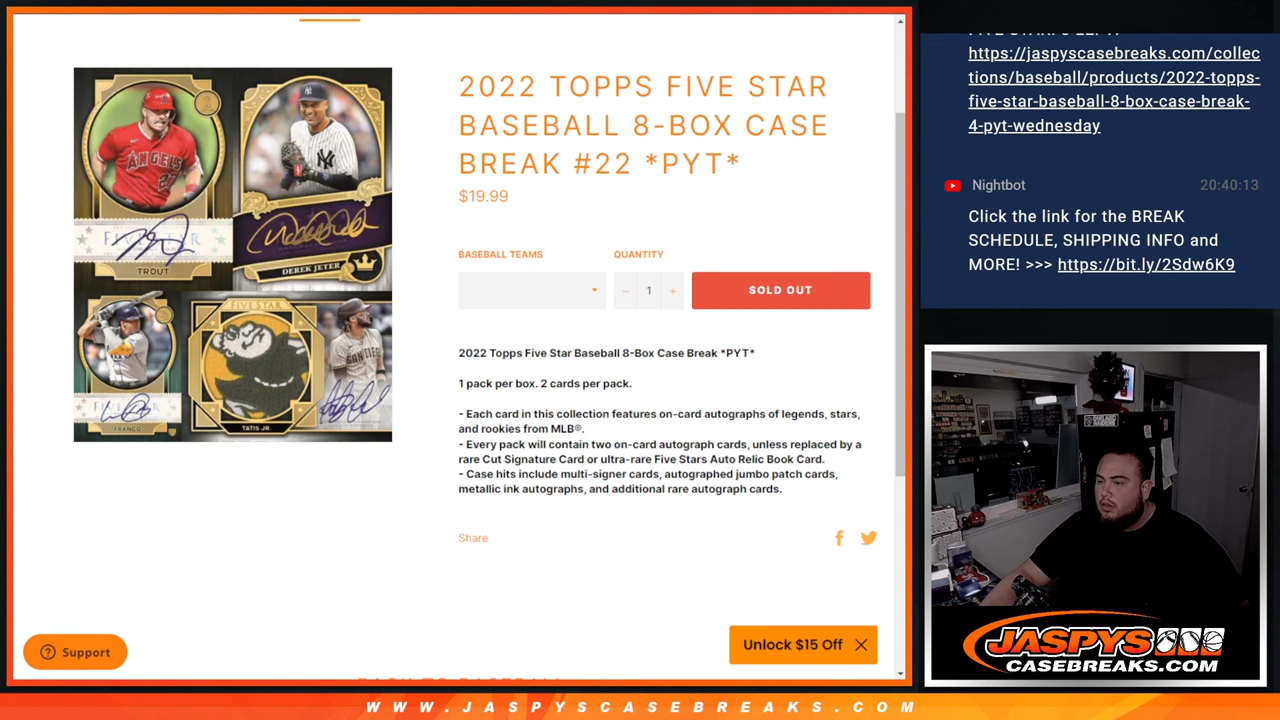 2022 TOPPS FIVE STAR
BASEBALL 8-BOX CASE
BREAK #22 *PYT*
$19.99
BASEBALL TEAMS
QUANTITY
− 1 +
SOLD OUT
2022 Topps Five Star Baseball 8-Box Case Break *PYT*
1 pack per box. 2 cards per pack.
- Each card in this collection features on-card autographs of legends, stars,
and rookies from MLB®.
- Every pack will contain two on-card autograph cards, unless replaced by a
rare Cut Signature Card or ultra-rare Five Stars Auto Relic Book Card.
- Case hits include multi-signer cards, autographed jumbo patch cards,
metallic ink autographs, and additional rare autograph cards.
Share
Support
Unlock $15 Off
ANGELS
TROUT
DEREK JETER
FIVE STAR
FRANCO
TATIS JR.
SAN DIEGO
https://jaspyscasebreaks.com/collec
tions/baseball/products/2022-topps-
five-star-baseball-8-box-case-break-
4-pyt-wednesday
Nightbot
20:40:13
Click the link for the BREAK
SCHEDULE, SHIPPING INFO and
MORE! >>> https://bit.ly/2Sdw6K9
JASPYS
CASEBREAKS.COM
WWW.JASPYSCASEBREAKS.COM